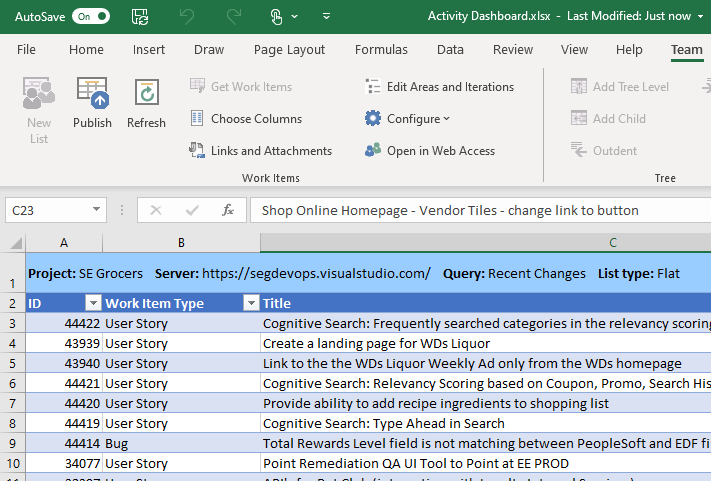 AutoSave On Activity Dashboard.xlsx - Last Modified: Just now
File Home Insert Draw Page Layout Formulas Data Review View Help Team
New List Publish Refresh
Get Work Items
Choose Columns
Links and Attachments
Edit Areas and Iterations
Configure
Open in Web Access
Work Items
Add Tree Level
Add Child
Outdent
Tree
C23 fx Shop Online Homepage - Vendor Tiles - change link to button
A B C
1 Project: SE Grocers Server: https://segdevops.visualstudio.com/ Query: Recent Changes List type: Flat
2 ID Work Item Type Title
3 44422 User Story Cognitive Search: Frequently searched categories in the relevancy scoring
4 43939 User Story Create a landing page for WDs Liquor
5 43940 User Story Link to the the WDs Liquor Weekly Ad only from the WDs homepage
6 44421 User Story Cognitive Search: Relevancy Scoring based on Coupon, Promo, Search His
7 44420 User Story Provide ability to add recipe ingredients to shopping list
8 44419 User Story Cognitive Search: Type Ahead in Search
9 44414 Bug Total Rewards Level field is not matching between PeopleSoft and EDF fi
10 34077 User Story Point Remediation QA UI Tool to Point at EE PROD